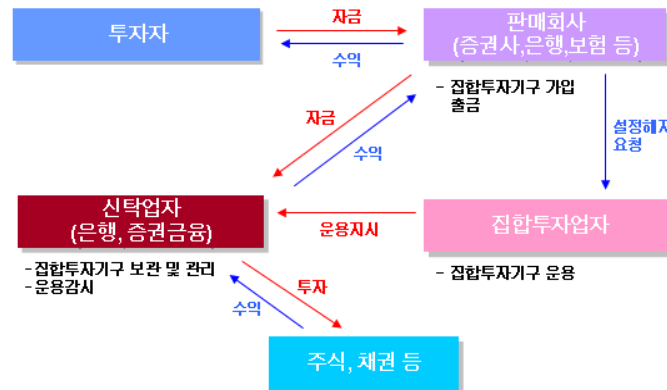 투자자
자금
수익
판매회사
(증권사,은행,보험 등)
- 집합투자기구 가입
출금
자금
수익
설정해지
요청
신탁업자
(은행, 증권금융)
운용지시
집합투자업자
-집합투자기구 보관 및 관리
-운용감시
- 집합투자기구 운용
투자
수익
주식, 채권 등